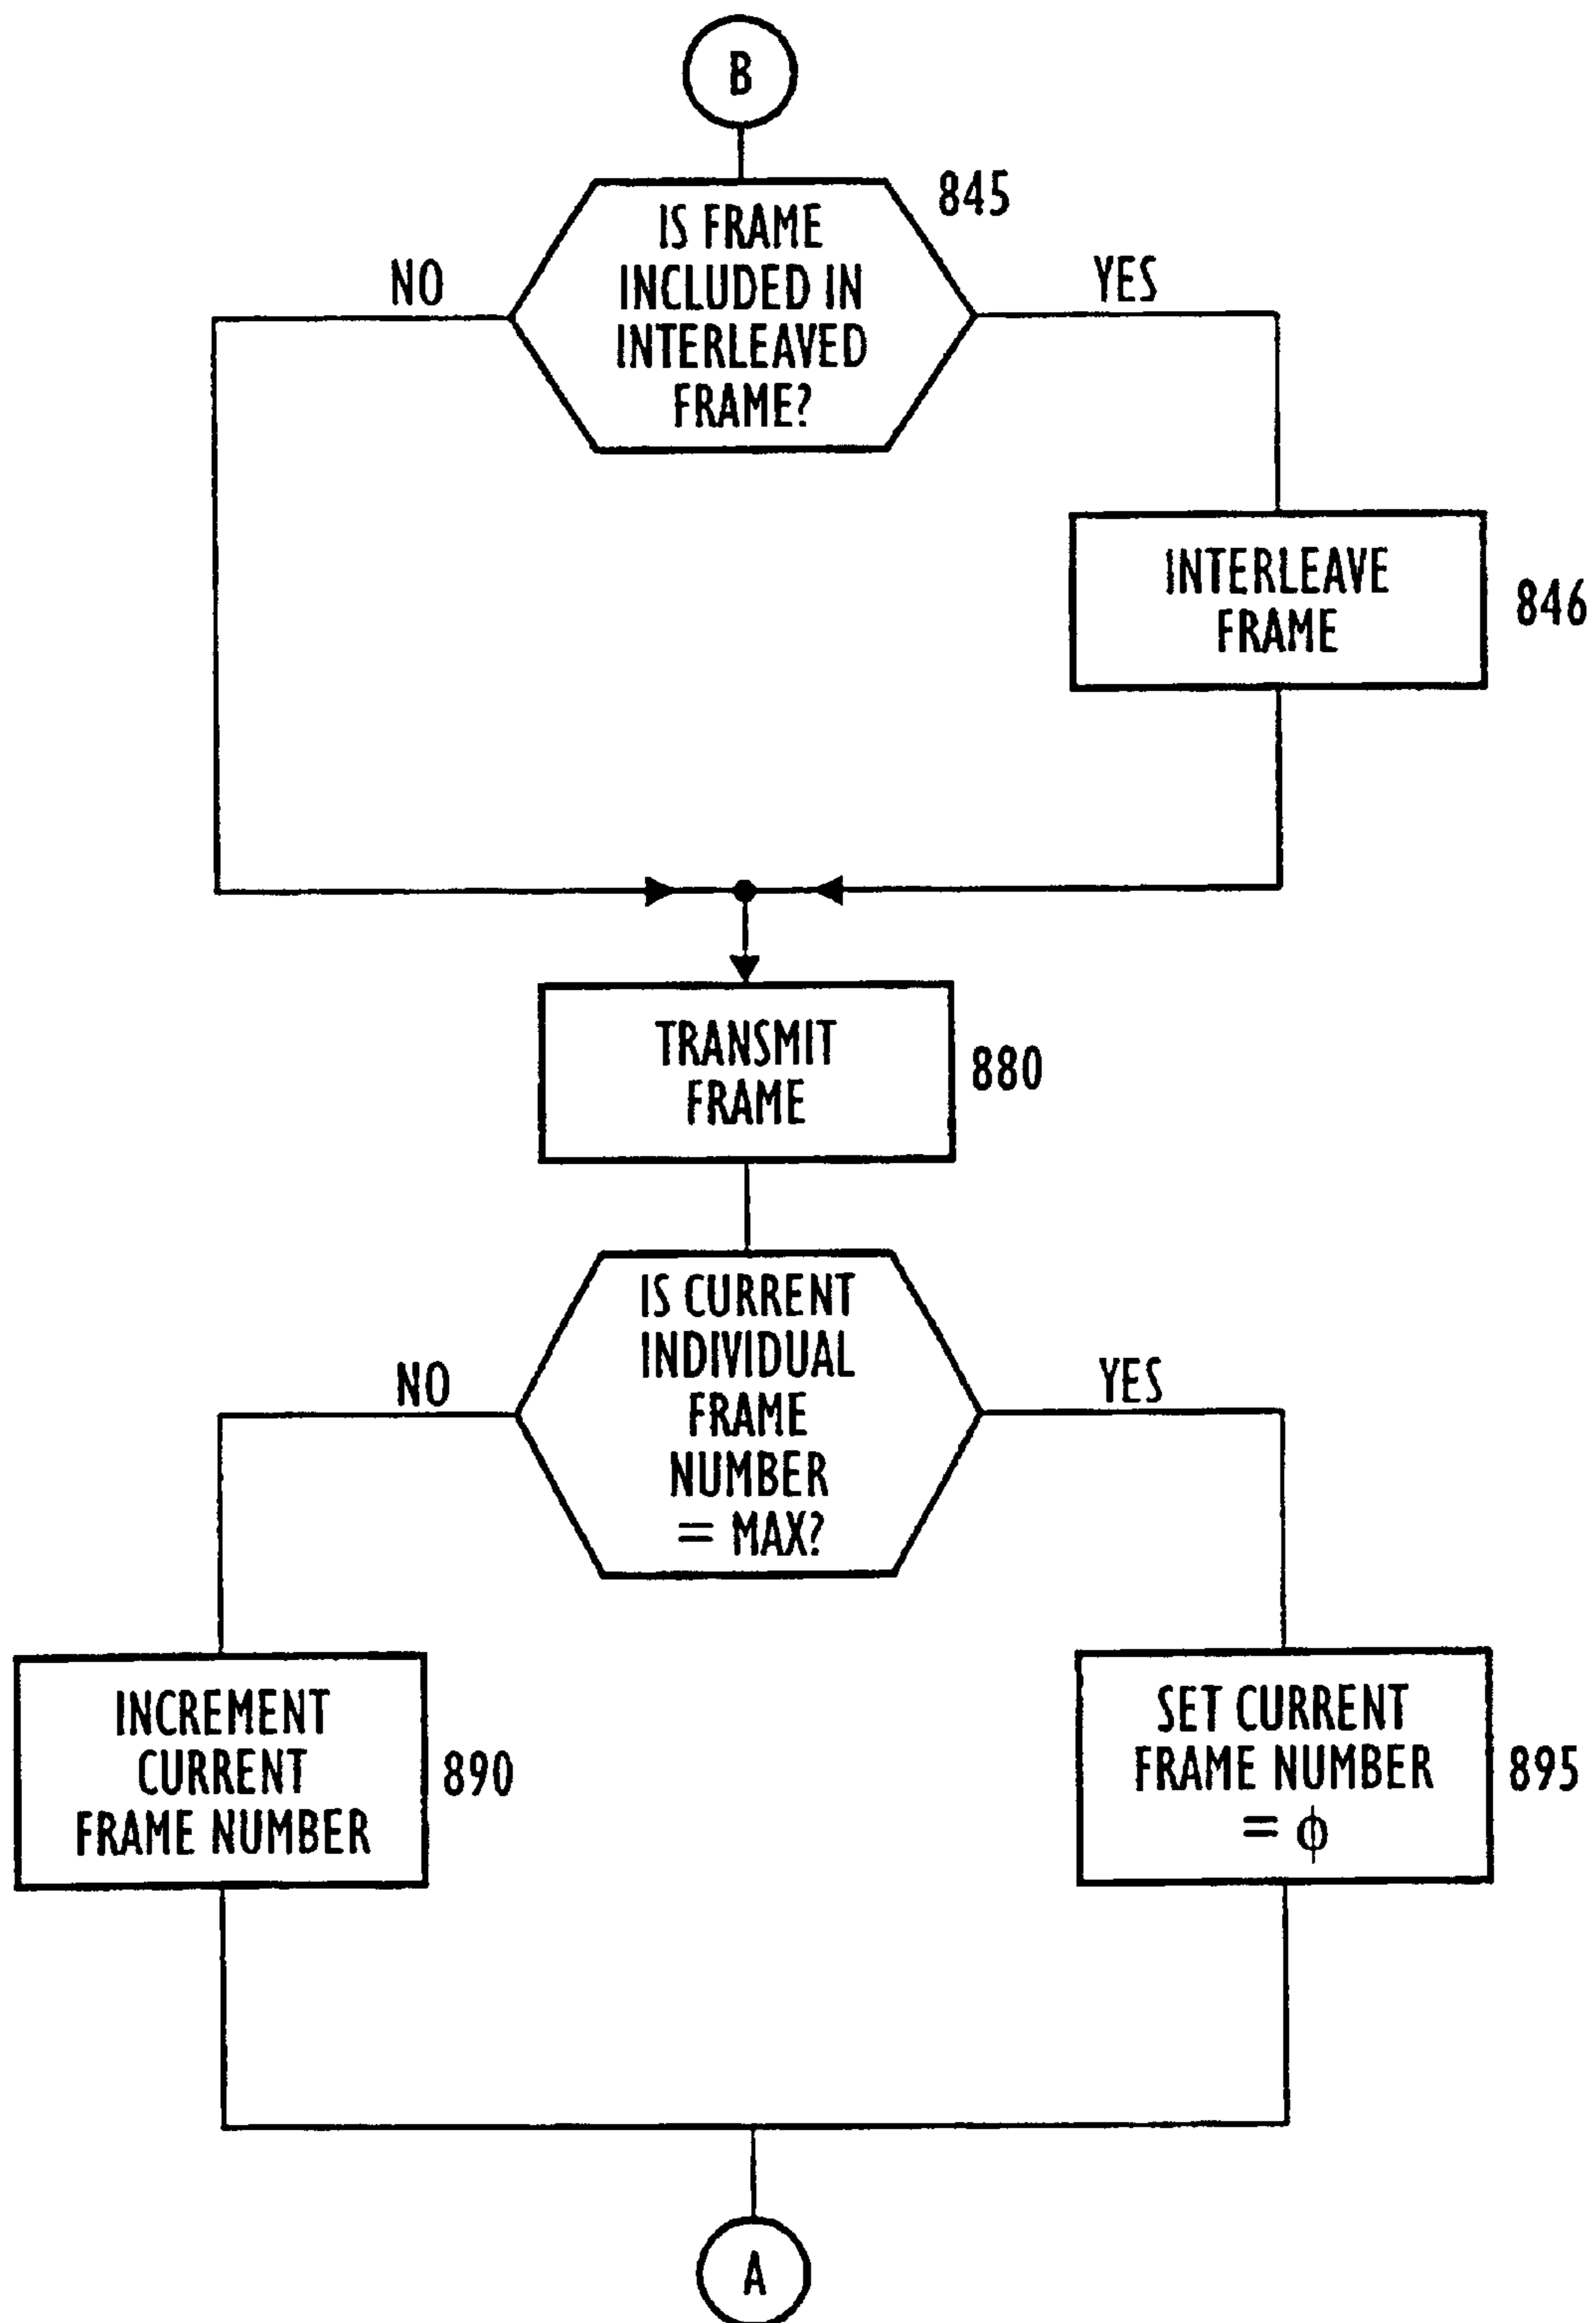 B
845
IS FRAME
INCLUDED IN
INTERLEAVED
FRAME?
NO
YES
INTERLEAVE
FRAME
846
TRANSMIT
FRAME
880
IS CURRENT
INDIVIDUAL
FRAME
NUMBER
= MAX?
NO
YES
INCREMENT
CURRENT
FRAME NUMBER
890
SET CURRENT
FRAME NUMBER
= ϕ
895
A